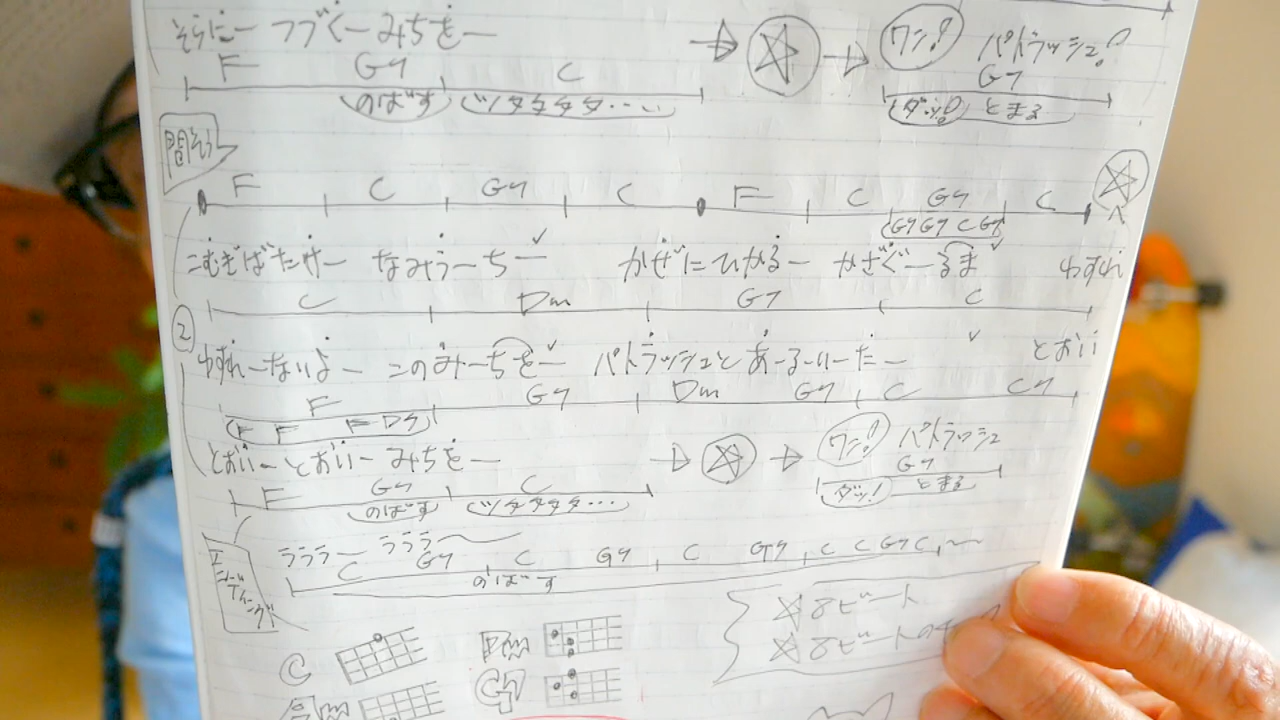 そらにー つづくー みちをー → ☆ → ワン! パトラッシュ!
F G7 C G7
のばす ジャタタタタ… ダッ! とまる
間そう
F C G7 C F C G7 C ☆
G7 G7 C G7
こむぎばたけー なみうーちー かぜにひかるー かざぐーるま わすれ
C Dm G7 C
② わすれーないよー このみーちをー パトラッシュと あーるーいーたー とおい
F G7 Dm G7 C C7
F F F D7
とおいーとおいー みちをー → ☆ → ワン! パトラッシュ
F G7 C G7
のばす ジャタタタタ… ダッ! とまる
エンディング
ラララー ラララ〜
C G7 C G7 C G7 C C G7 C
のばす
☆8ビート
C Dm
☆8ビートの
G7